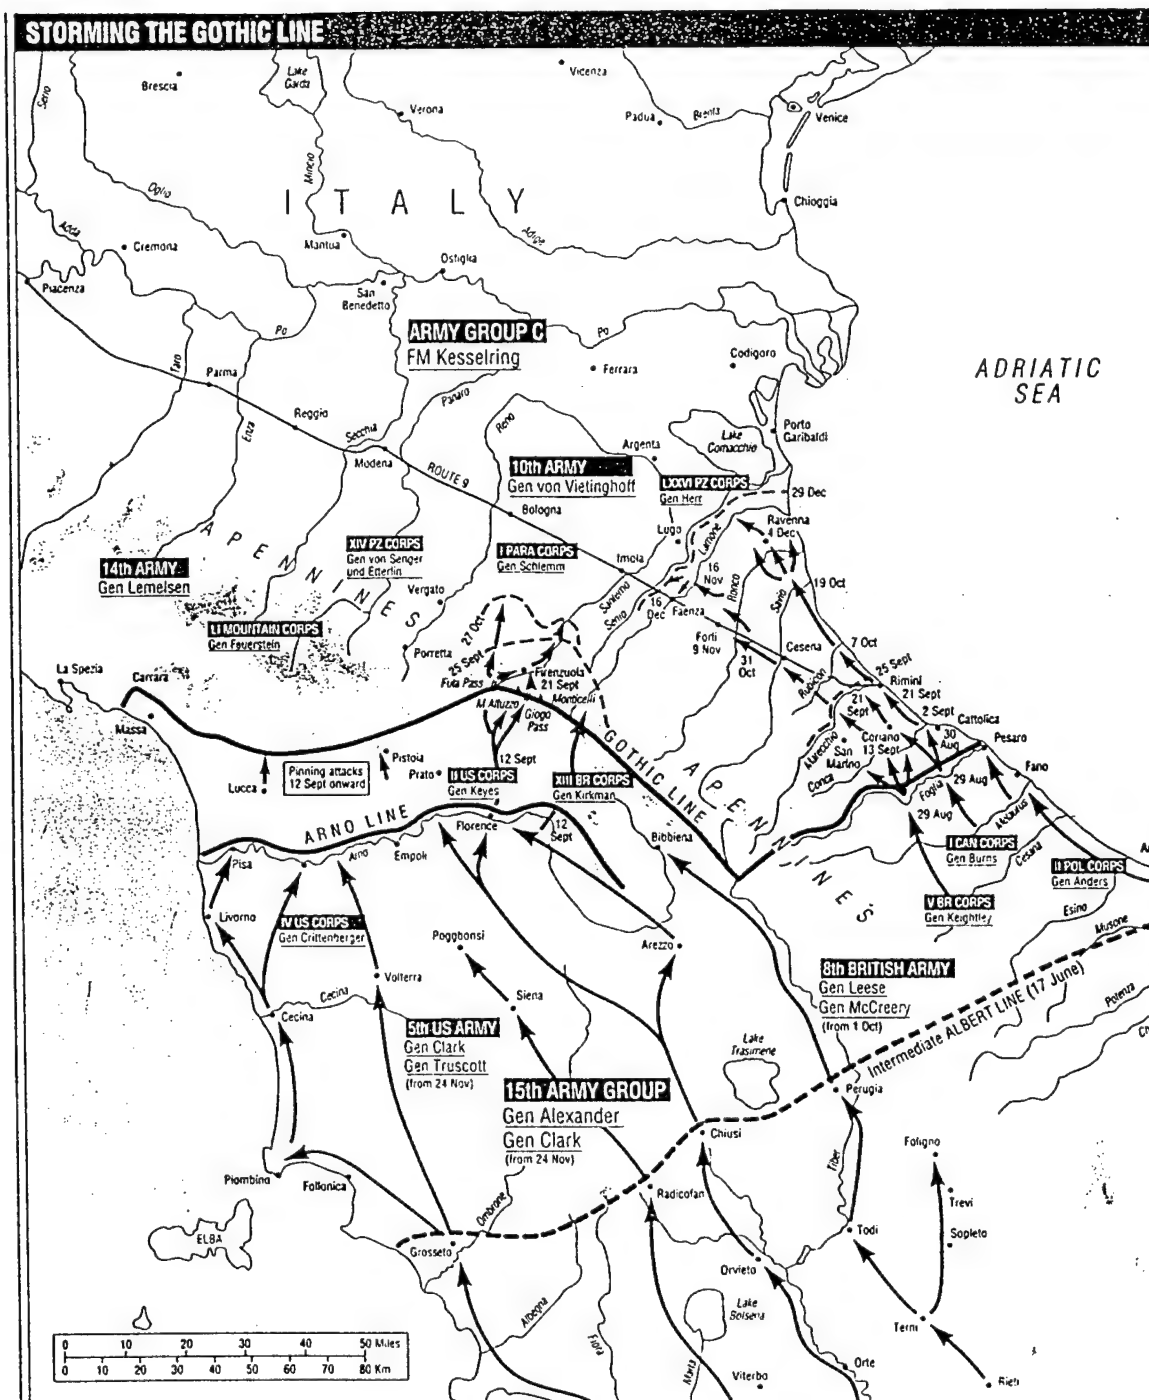 STORMING THE GOTHIC LINE
Lake
Garda
Vicenza
Brescia
Serio
Verona
Padua
Brenta
Venice
Mincio
Oglio
ITALY
Chioggia
Adda
Cremona
Mantua
Adige
Ostiglia
Piacenza
San
Benedetto
Po
ARMY GROUP C
FM Kesselring
Po
Codigoro
ADRIATIC
SEA
Taro
Parma
Ferrara
Panaro
Enza
Reggio
Secchia
Reno
Modena
Argenta
Lake
Comacchio
Porto
Garibaldi
ROUTE 9
10th ARMY
Gen von Vietinghoff
LXXVI PZ CORPS
Gen Herr
29 Dec
Bologna
Ravenna
4 Dec
Lugo
Lamone
APENNINES
XIV PZ CORPS
Gen von Senger
und Etterlin
I PARA CORPS
Gen Schlemm
Imola
14th ARMY
Gen Lemelsen
16
Nov
Ronco
Savio
19 Oct
Vergato
Santerno
Senio
16
Dec
Faenza
LI MOUNTAIN CORPS
Gen Feuerstein
27 Oct
Forli
9 Nov
Cesena
7 Oct
Porretta
25 Sept
31
Oct
25 Sept
La Spezia
Carrara
Futa Pass
Firenzuola
21 Sept
Rubicon
Rimini
21 Sept
M Altuzzo
Monticelli
Giogo
Pass
21
Sept
2 Sept
Cattolica
Massa
GOTHIC LINE
Marecchio
San
Marino
Coriano
13 Sept
30
Aug
Pesaro
Pistoia
12 Sept
Pinning attacks
12 Sept onward
Prato
II US CORPS
Gen Keyes
XIII BR CORPS
Gen Kirkman
APENNINES
Conca
Foglia
29 Aug
Fano
Lucca
29 Aug
Metaurus
ARNO LINE
Florence
12
Sept
Bibbiena
Pisa
Arno
Empoli
I CAN CORPS
Gen Burns
Cesana
II POL CORPS
Gen Anders
V BR CORPS
Gen Keightley
Livorno
IV US CORPS
Gen Crittenberger
Esino
Musone
Poggbonsi
Arezzo
8th BRITISH ARMY
Gen Leese
Gen McCreery
(from 1 Oct)
Volterra
Cecina
Siena
Cecina
Intermediate ALBERT LINE (17 June)
Potenza
5th US ARMY
Gen Clark
Gen Truscott
(from 24 Nov)
Lake
Trasimene
15th ARMY GROUP
Gen Alexander
Gen Clark
(from 24 Nov)
Perugia
Chiusi
Foligno
Tiber
Piombino
Follonica
Ombrone
Radicofan
Trevi
Todi
Sopleto
ELBA
Grosseto
Orvieto
Albegna
Fiora
Lake
Bolsena
Terni
Marta
Viterbo
Orte
Rieti
0 10 20 30 40 50 Miles
0 10 20 30 40 50 60 70 80 Km